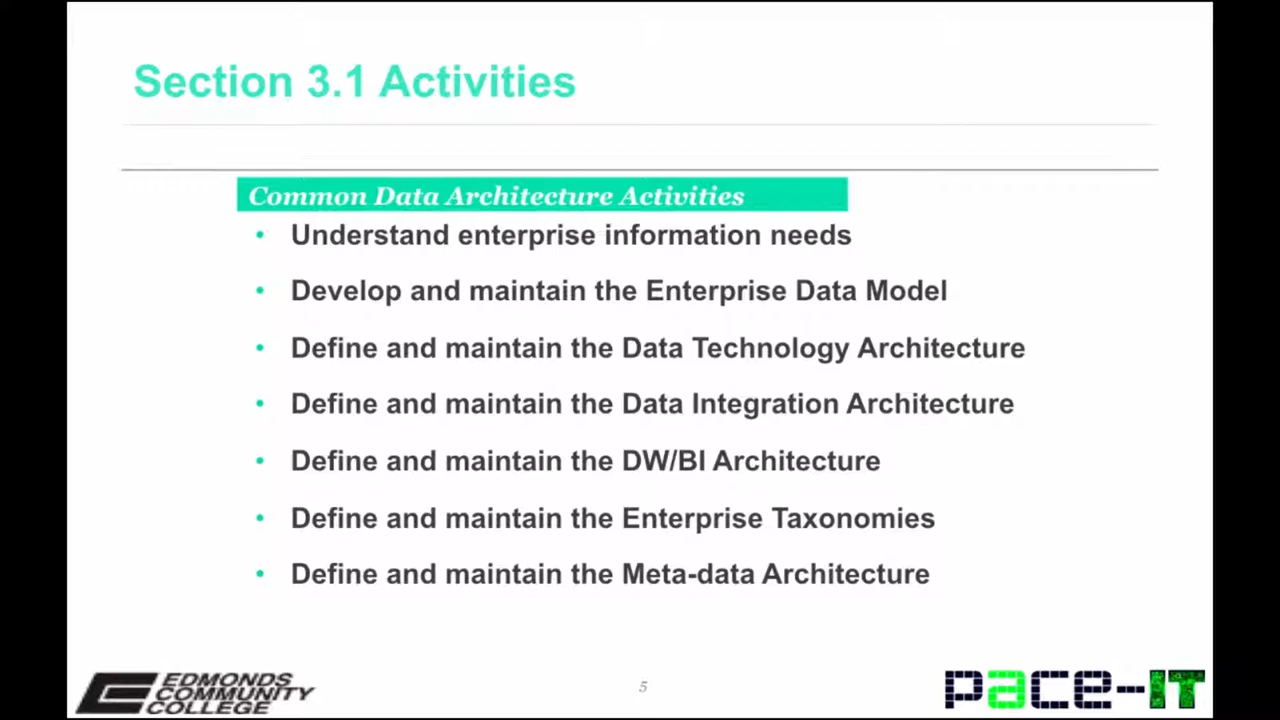 Section 3.1 Activities
Common Data Architecture Activities
• Understand enterprise information needs
• Develop and maintain the Enterprise Data Model
• Define and maintain the Data Technology Architecture
• Define and maintain the Data Integration Architecture
• Define and maintain the DW/BI Architecture
• Define and maintain the Enterprise Taxonomies
• Define and maintain the Meta-data Architecture
EDMONDS
COMMUNITY
COLLEGE
5
pace-IT